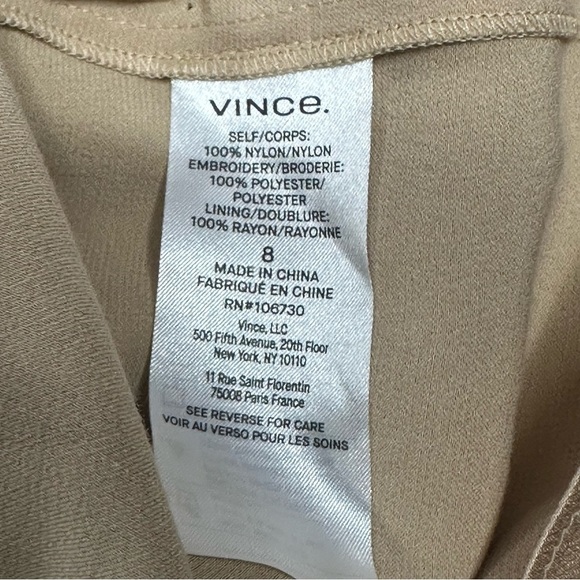 VINCe.
SELF/CORPS:
100% NYLON/NYLON
EMBROIDERY/BRODERIE:
100% POLYESTER/
POLYESTER
LINING/DOUBLURE:
100% RAYON/RAYONNE
8
MADE IN CHINA
FABRIQUÉ EN CHINE
RN#106730
Vince, LLC
500 Fifth Avenue, 20th Floor
New York, NY 10110
11 Rue Saint Florentin
75008 Paris France
SEE REVERSE FOR CARE
VOIR AU VERSO POUR LES SOINS